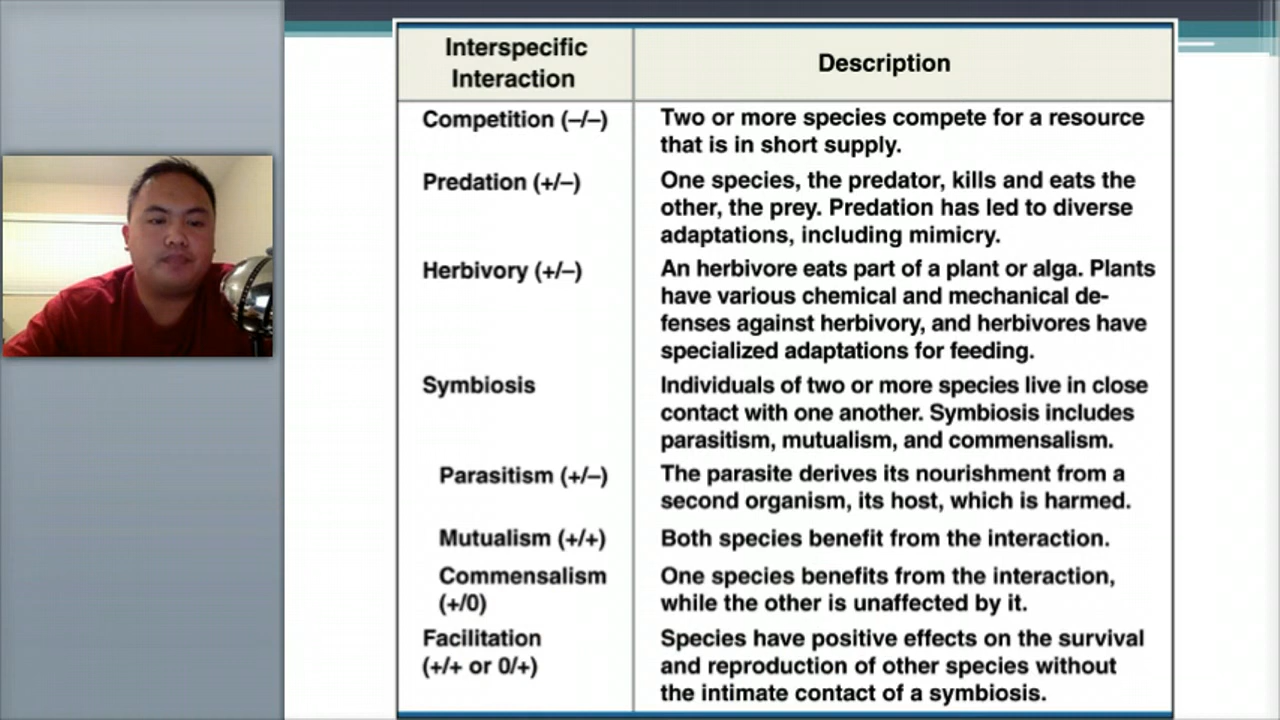 Interspecific
Interaction
Description
Competition (–/–)
Two or more species compete for a resource
that is in short supply.
Predation (+/–)
One species, the predator, kills and eats the
other, the prey. Predation has led to diverse
adaptations, including mimicry.
Herbivory (+/–)
An herbivore eats part of a plant or alga. Plants
have various chemical and mechanical de-
fenses against herbivory, and herbivores have
specialized adaptations for feeding.
Symbiosis
Individuals of two or more species live in close
contact with one another. Symbiosis includes
parasitism, mutualism, and commensalism.
Parasitism (+/–)
The parasite derives its nourishment from a
second organism, its host, which is harmed.
Mutualism (+/+)
Both species benefit from the interaction.
Commensalism
(+/0)
One species benefits from the interaction,
while the other is unaffected by it.
Facilitation
(+/+ or 0/+)
Species have positive effects on the survival
and reproduction of other species without
the intimate contact of a symbiosis.